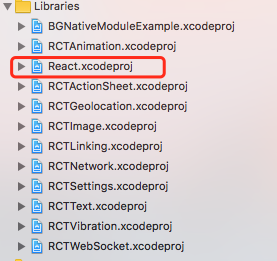 Libraries
BGNativeModuleExample.xcodeproj
RCTAnimation.xcodeproj
React.xcodeproj
RCTActionSheet.xcodeproj
RCTGeolocation.xcodeproj
RCTImage.xcodeproj
RCTLinking.xcodeproj
RCTNetwork.xcodeproj
RCTSettings.xcodeproj
RCTText.xcodeproj
RCTVibration.xcodeproj
RCTWebSocket.xcodeproj